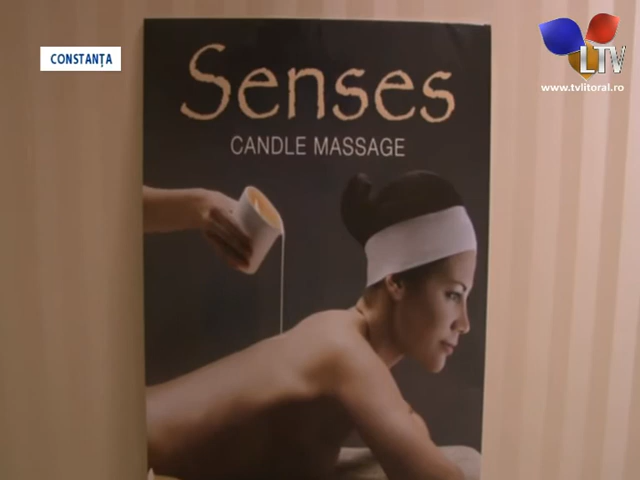 CONSTANȚA
LTV
www.tvlitoral.ro
Senses
CANDLE MASSAGE